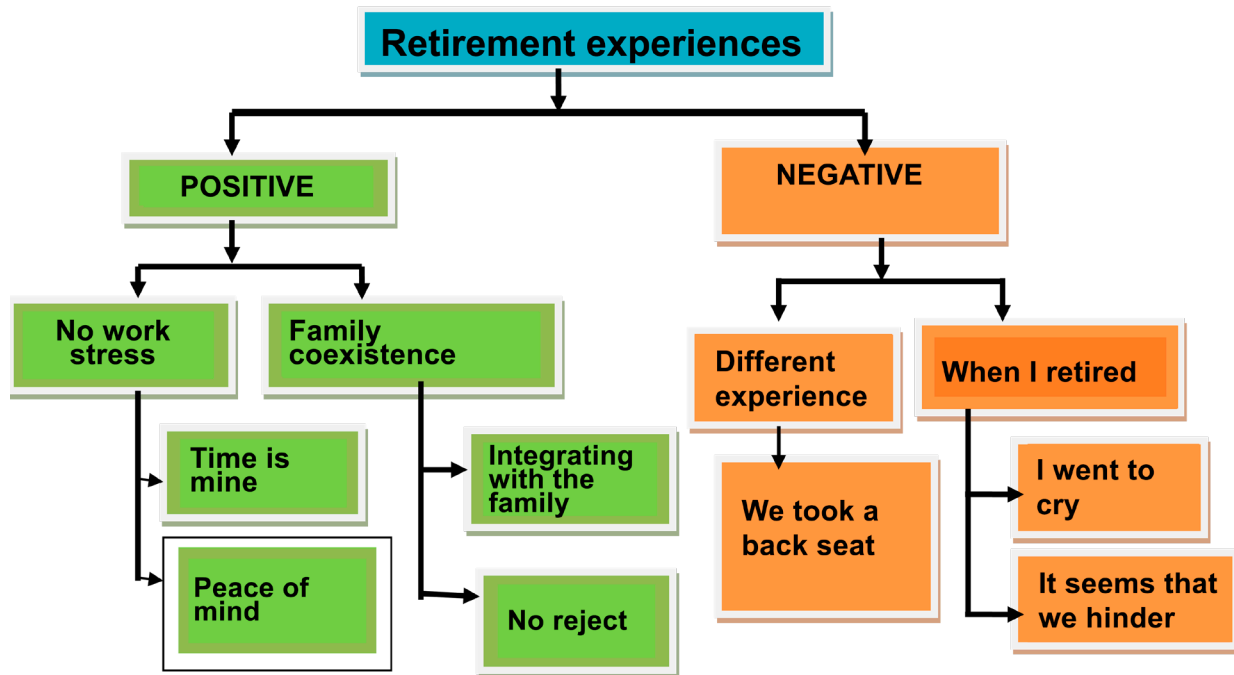 Retirement experiences
POSITIVE
NEGATIVE
No work
stress
Family
coexistence
Different
experience
When I retired
Time is
mine
Integrating
with the
family
We took a
back seat
I went to
cry
Peace of
mind
No reject
It seems that
we hinder